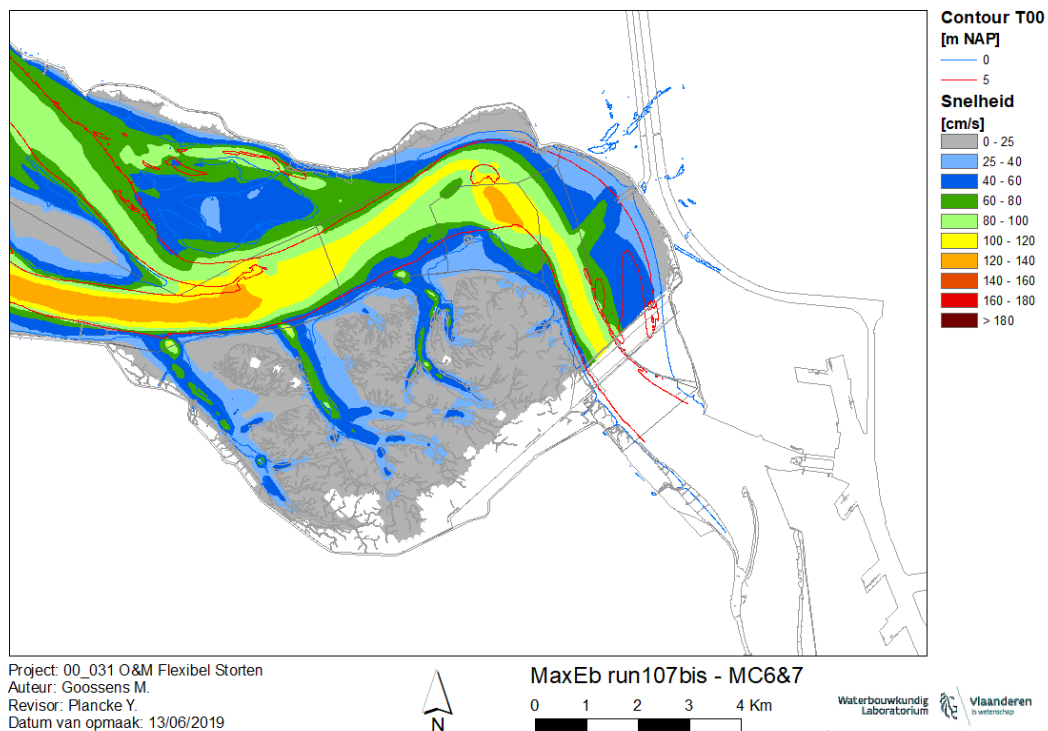 Contour T00
[m NAP]
0
5
Snelheid
[cm/s]
0 - 25
25 - 40
40 - 60
60 - 80
80 - 100
100 - 120
120 - 140
140 - 160
160 - 180
> 180
Project: 00_031 O&M Flexibel Storten
Auteur: Goossens M.
Revisor: Plancke Y.
Datum van opmaak: 13/06/2019
N
MaxEb run107bis - MC6&7
0 1 2 3 4 Km
Waterbouwkundig
Laboratorium
Vlaanderen
is wetenschap